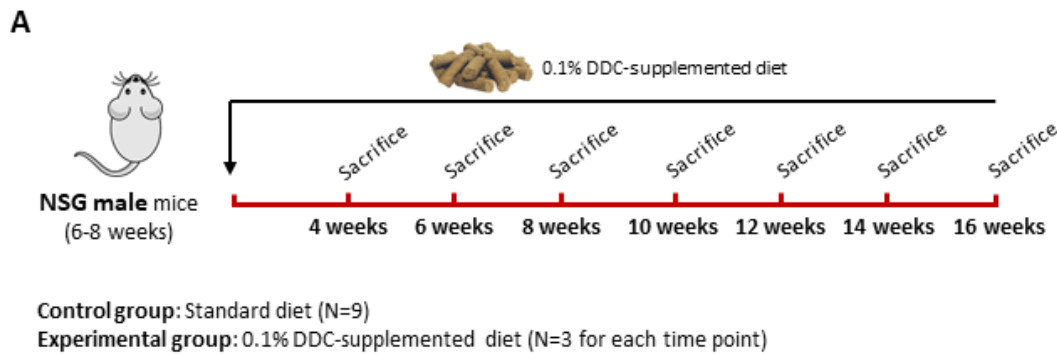 A
0.1% DDC-supplemented diet
Sacrifice Sacrifice Sacrifice Sacrifice Sacrifice Sacrifice Sacrifice
NSG male mice
(6-8 weeks)
4 weeks 6 weeks 8 weeks 10 weeks 12 weeks 14 weeks 16 weeks
Control group: Standard diet (N=9)
Experimental group: 0.1% DDC-supplemented diet (N=3 for each time point)